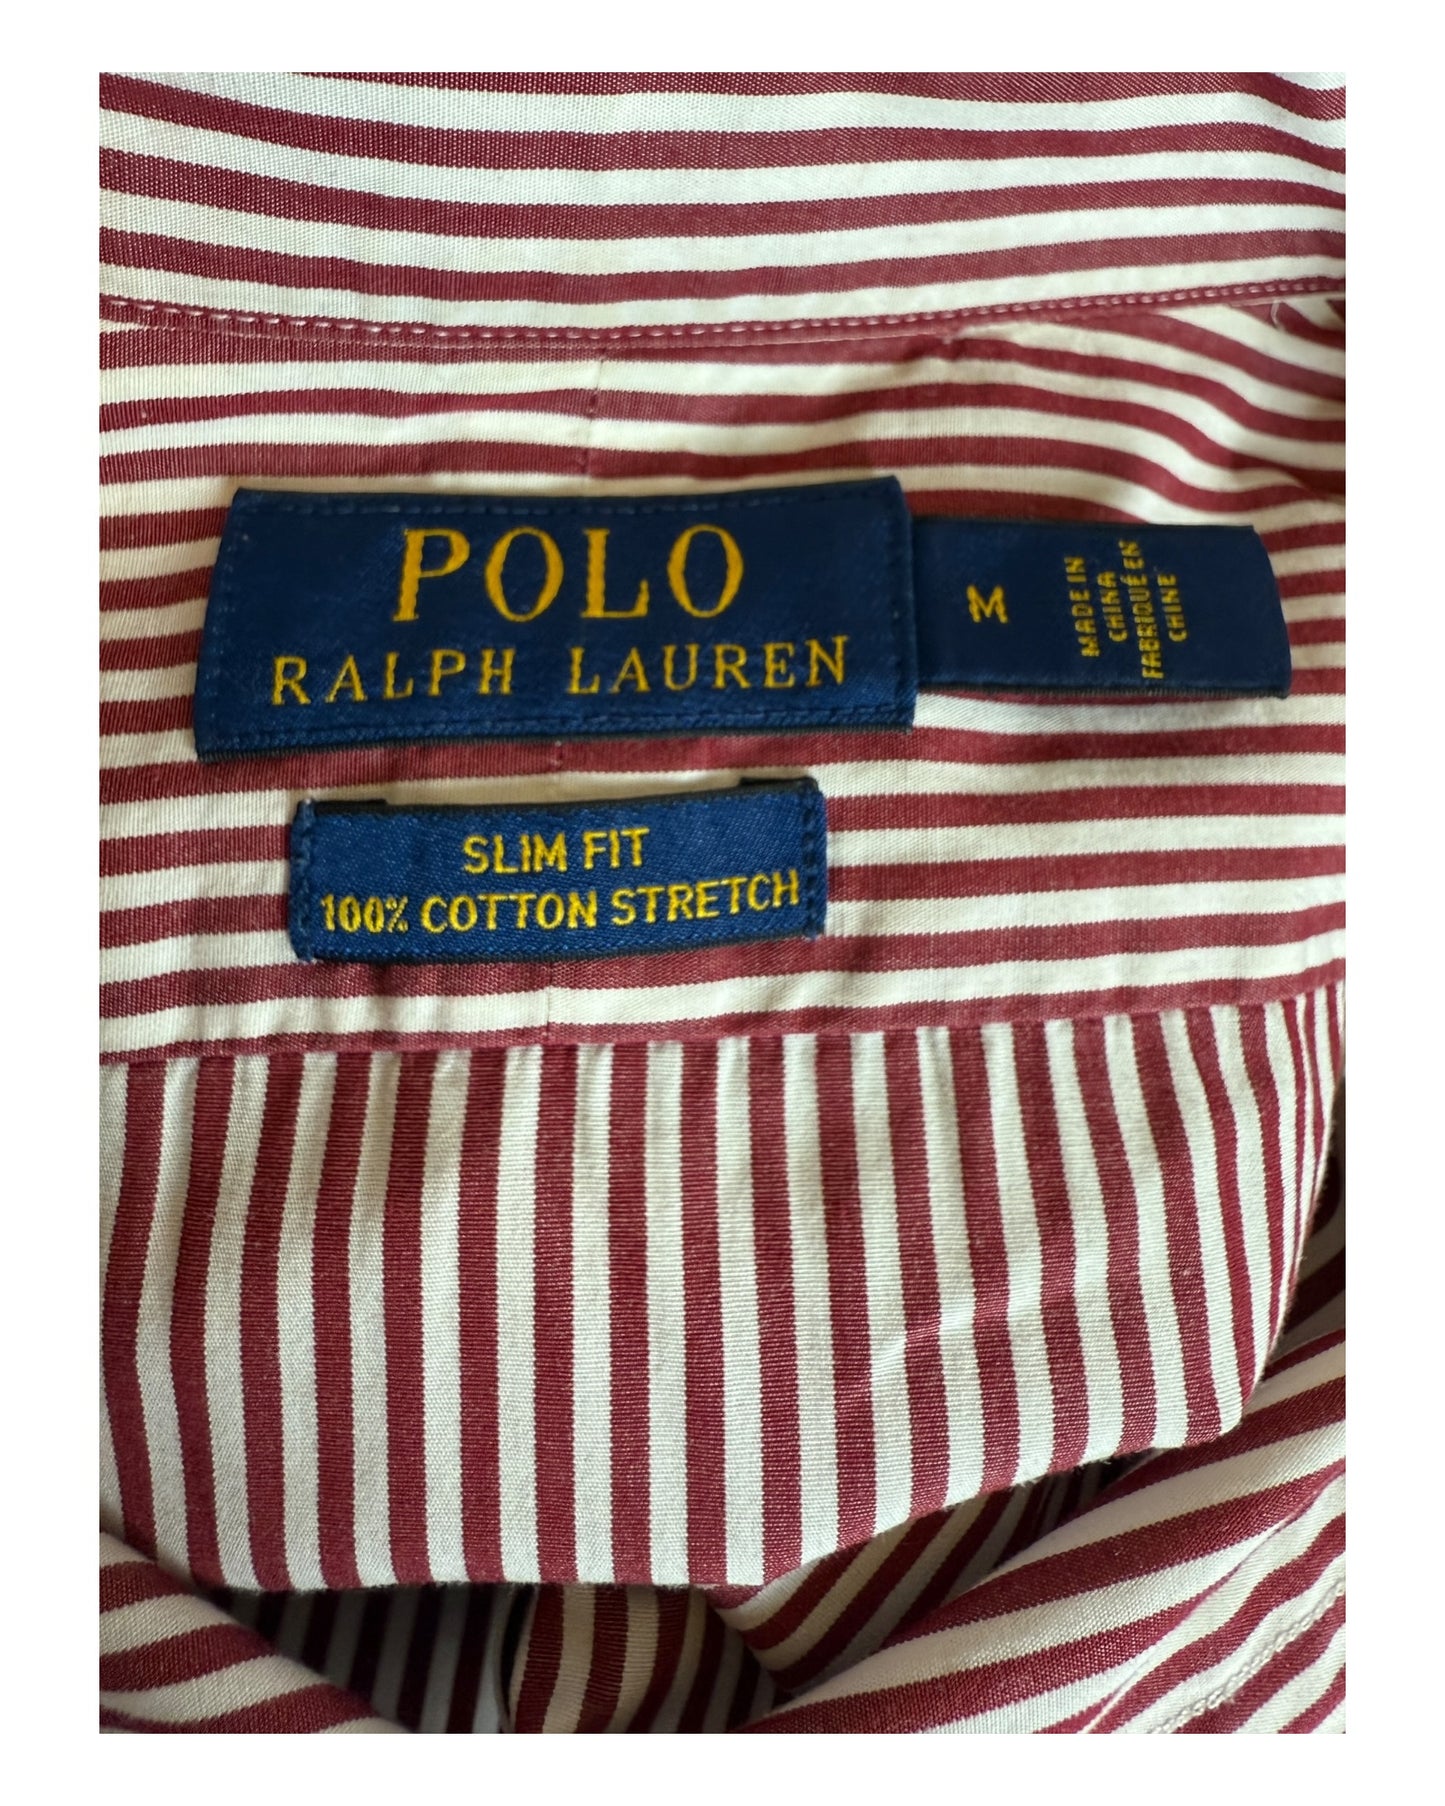 POLO
RALPH LAUREN
M
MADE IN
CHINA
FABRIQUÉ EN
CHINE
SLIM FIT
100% COTTON STRETCH